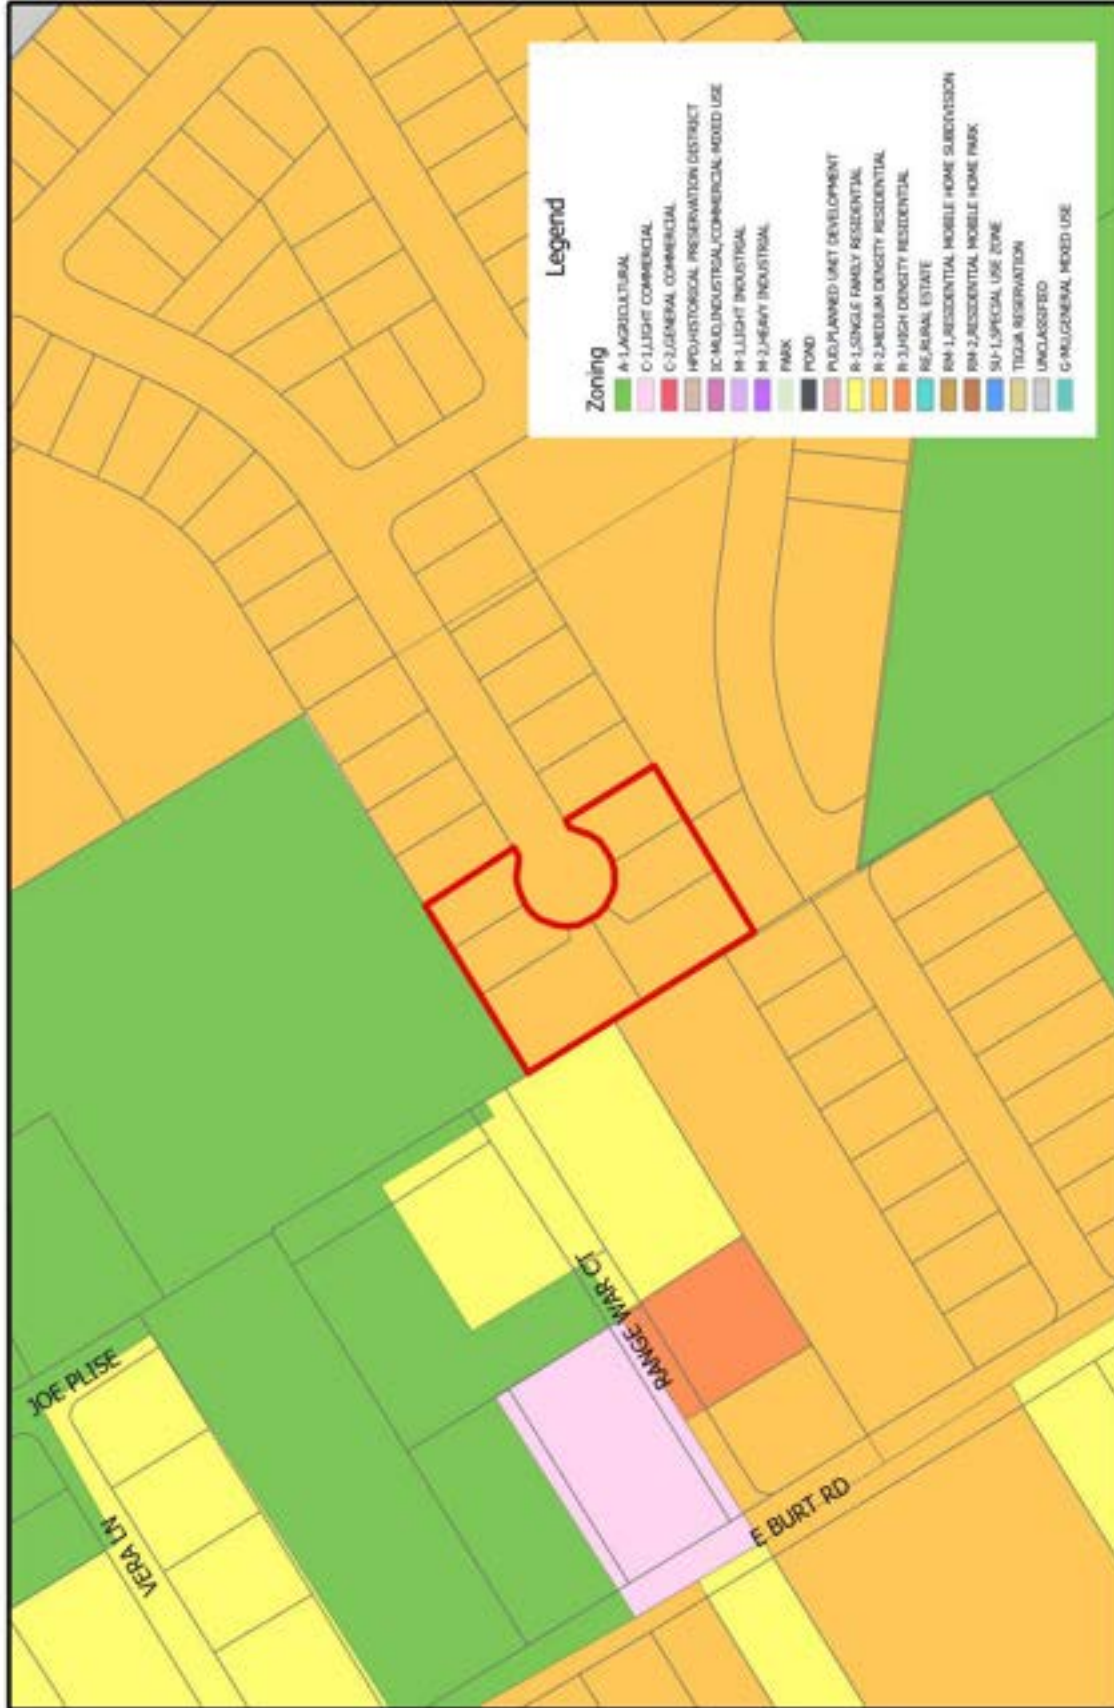 Legend
Zoning
A-1,AGRICULTURAL
C-1,LIGHT COMMERCIAL
C-2,GENERAL COMMERCIAL
HPD,HISTORICAL PRESERVATION DISTRICT
IC-MUD,INDUSTRIAL/COMMERCIAL-MIXED USE
M-1,LIGHT INDUSTRIAL
M-2,HEAVY INDUSTRIAL
PARK
POND
PUD,PLANNED UNIT DEVELOPMENT
R-1,SINGLE FAMILY RESIDENTIAL
R-2,MEDIUM DENSITY RESIDENTIAL
R-3,HIGH DENSITY RESIDENTIAL
RE,RURAL ESTATE
RM-1,RESIDENTIAL MOBILE HOME SUBDIVISION
RM-2,RESIDENTIAL MOBILE HOME PARK
SU-1,SPECIAL USE ZONE
TIGUA RESERVATION
UNCLASSIFIED
G-MU,GENERAL MIXED USE
JOE PLISE
VERA LN
RANGE WAR CT
E BURT RD